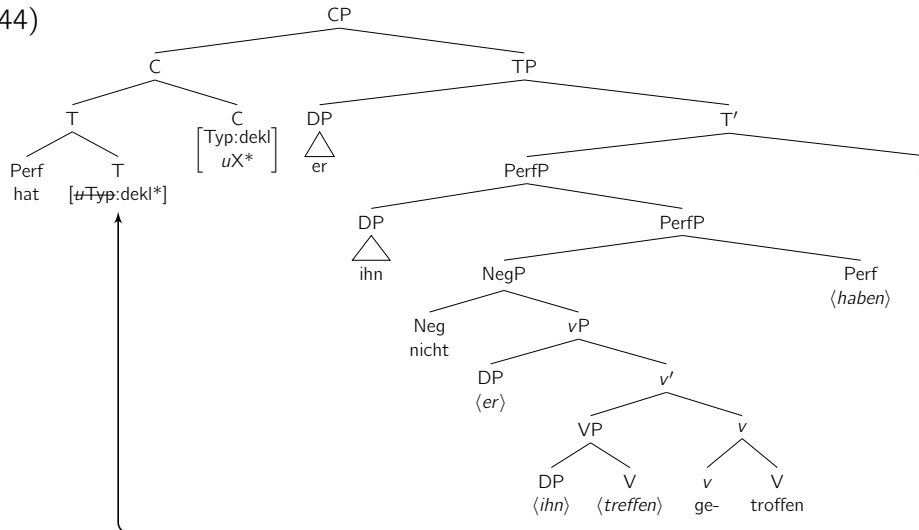 44)
CP
C TP
T C DP T′
[Typ:dekl
uX*]
er
Perf T PerfP
hat [uTyp:dekl*]
DP PerfP
ihn NegP Perf
⟨haben⟩
Neg vP
nicht
DP v′
⟨er⟩
VP v
DP V v V
⟨ihn⟩ ⟨treffen⟩ ge- troffen